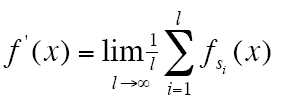 f'(x) = lim_{l→∞} 1/l ∑_{i=1}^{l} f_{s_i}(x)